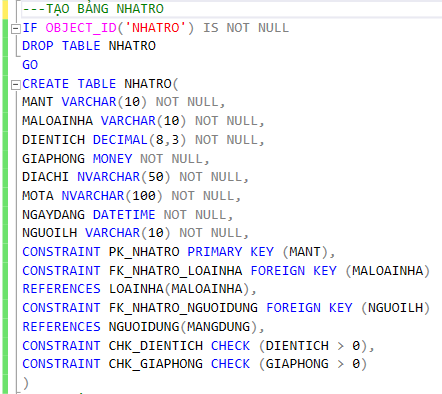 ---TẠO BẢNG NHATRO
IF OBJECT_ID('NHATRO') IS NOT NULL
DROP TABLE NHATRO
GO
CREATE TABLE NHATRO(
MANT VARCHAR(10) NOT NULL,
MALOAINHA VARCHAR(10) NOT NULL,
DIENTICH DECIMAL(8,3) NOT NULL,
GIAPHONG MONEY NOT NULL,
DIACHI NVARCHAR(50) NOT NULL,
MOTA NVARCHAR(100) NOT NULL,
NGAYDANG DATETIME NOT NULL,
NGUOILH VARCHAR(10) NOT NULL,
CONSTRAINT PK_NHATRO PRIMARY KEY (MANT),
CONSTRAINT FK_NHATRO_LOAINHA FOREIGN KEY (MALOAINHA)
REFERENCES LOAINHA(MALOAINHA),
CONSTRAINT FK_NHATRO_NGUOIDUNG FOREIGN KEY (NGUOILH)
REFERENCES NGUOIDUNG(MANGDUNG),
CONSTRAINT CHK_DIENTICH CHECK (DIENTICH > 0),
CONSTRAINT CHK_GIAPHONG CHECK (GIAPHONG > 0)
)